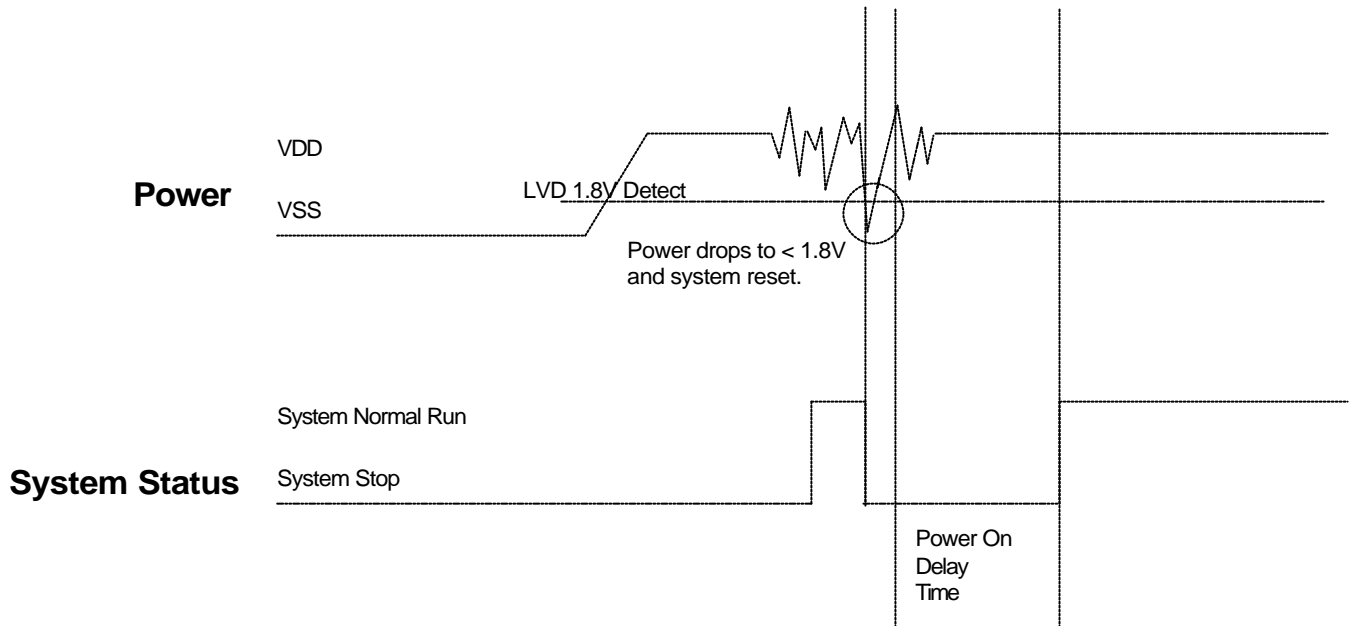 VDD
Power
LVD 1.8V Detect
VSS
Power drops to < 1.8V
and system reset.
System Normal Run
System Status
System Stop
Power On
Delay
Time